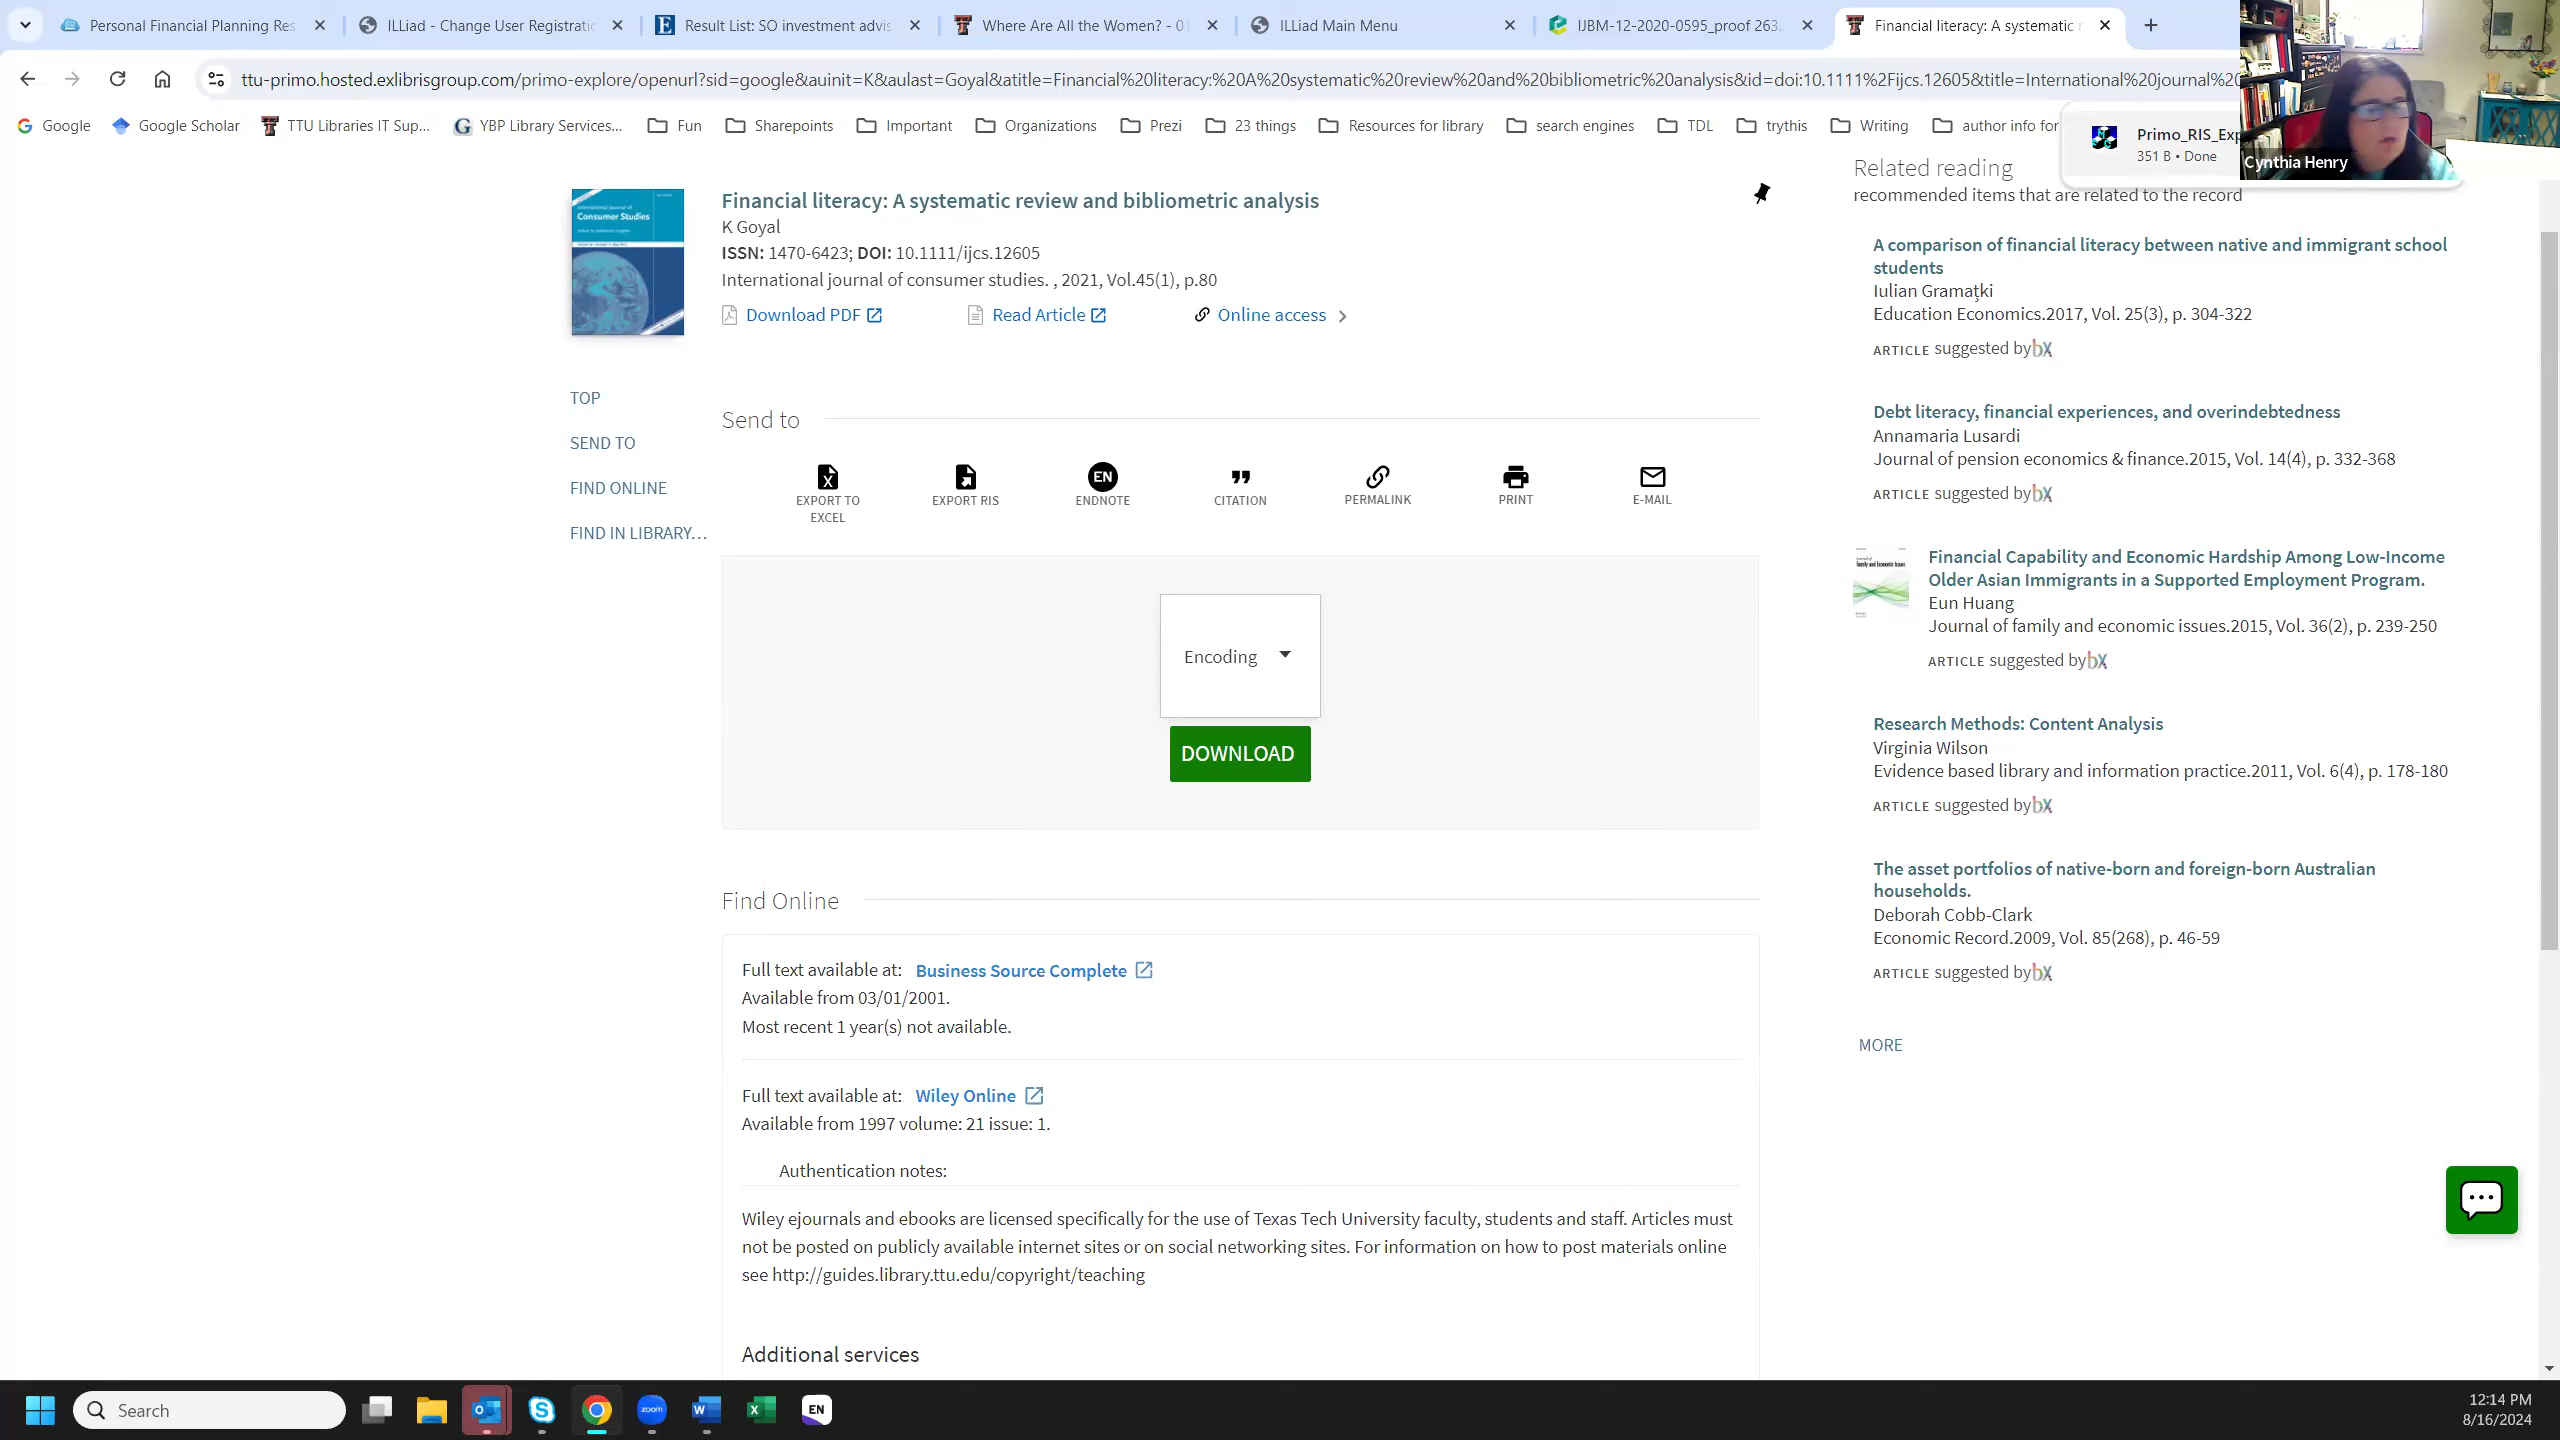 Personal Financial Planning Res
ILLiad - Change User Registratio
Result List: SO investment advis
Where Are All the Women? - 01
ILLiad Main Menu
IJBM-12-2020-0595_proof 263.
Financial literacy: A systematic r
ttu-primo.hosted.exlibrisgroup.com/primo-explore/openurl?sid=google&auinit=K&aulast=Goyal&atitle=Financial%20literacy:%20A%20systematic%20review%20and%20bibliometric%20analysis&id=doi:10.1111%2Fijcs.12605&title=International%20journal%20
Google
Google Scholar
TTU Libraries IT Sup...
YBP Library Services...
Fun
Sharepoints
Important
Organizations
Prezi
23 things
Resources for library
search engines
TDL
trythis
Writing
author info for
Primo_RIS_Exp
351 B • Done
Cynthia Henry
International Journal of
Consumer Studies
Financial literacy: A systematic review and bibliometric analysis
K Goyal
ISSN: 1470-6423; DOI: 10.1111/ijcs.12605
International journal of consumer studies. , 2021, Vol.45(1), p.80
Download PDF
Read Article
Online access
TOP
SEND TO
FIND ONLINE
FIND IN LIBRARY...
Send to
EXPORT TO
EXCEL
EXPORT RIS
EN
ENDNOTE
CITATION
PERMALINK
PRINT
E-MAIL
Encoding
DOWNLOAD
Find Online
Full text available at: Business Source Complete
Available from 03/01/2001.
Most recent 1 year(s) not available.
Full text available at: Wiley Online
Available from 1997 volume: 21 issue: 1.
Authentication notes:
Wiley ejournals and ebooks are licensed specifically for the use of Texas Tech University faculty, students and staff. Articles must
not be posted on publicly available internet sites or on social networking sites. For information on how to post materials online
see http://guides.library.ttu.edu/copyright/teaching
Additional services
Related reading
recommended items that are related to the record
A comparison of financial literacy between native and immigrant school
students
Iulian Gramațki
Education Economics.2017, Vol. 25(3), p. 304-322
ARTICLE suggested by bX
Debt literacy, financial experiences, and overindebtedness
Annamaria Lusardi
Journal of pension economics & finance.2015, Vol. 14(4), p. 332-368
ARTICLE suggested by bX
Financial Capability and Economic Hardship Among Low-Income
Older Asian Immigrants in a Supported Employment Program.
Eun Huang
Journal of family and economic issues.2015, Vol. 36(2), p. 239-250
ARTICLE suggested by bX
Research Methods: Content Analysis
Virginia Wilson
Evidence based library and information practice.2011, Vol. 6(4), p. 178-180
ARTICLE suggested by bX
The asset portfolios of native-born and foreign-born Australian
households.
Deborah Cobb-Clark
Economic Record.2009, Vol. 85(268), p. 46-59
ARTICLE suggested by bX
MORE
Search
zoom
EN
12:14 PM
8/16/2024